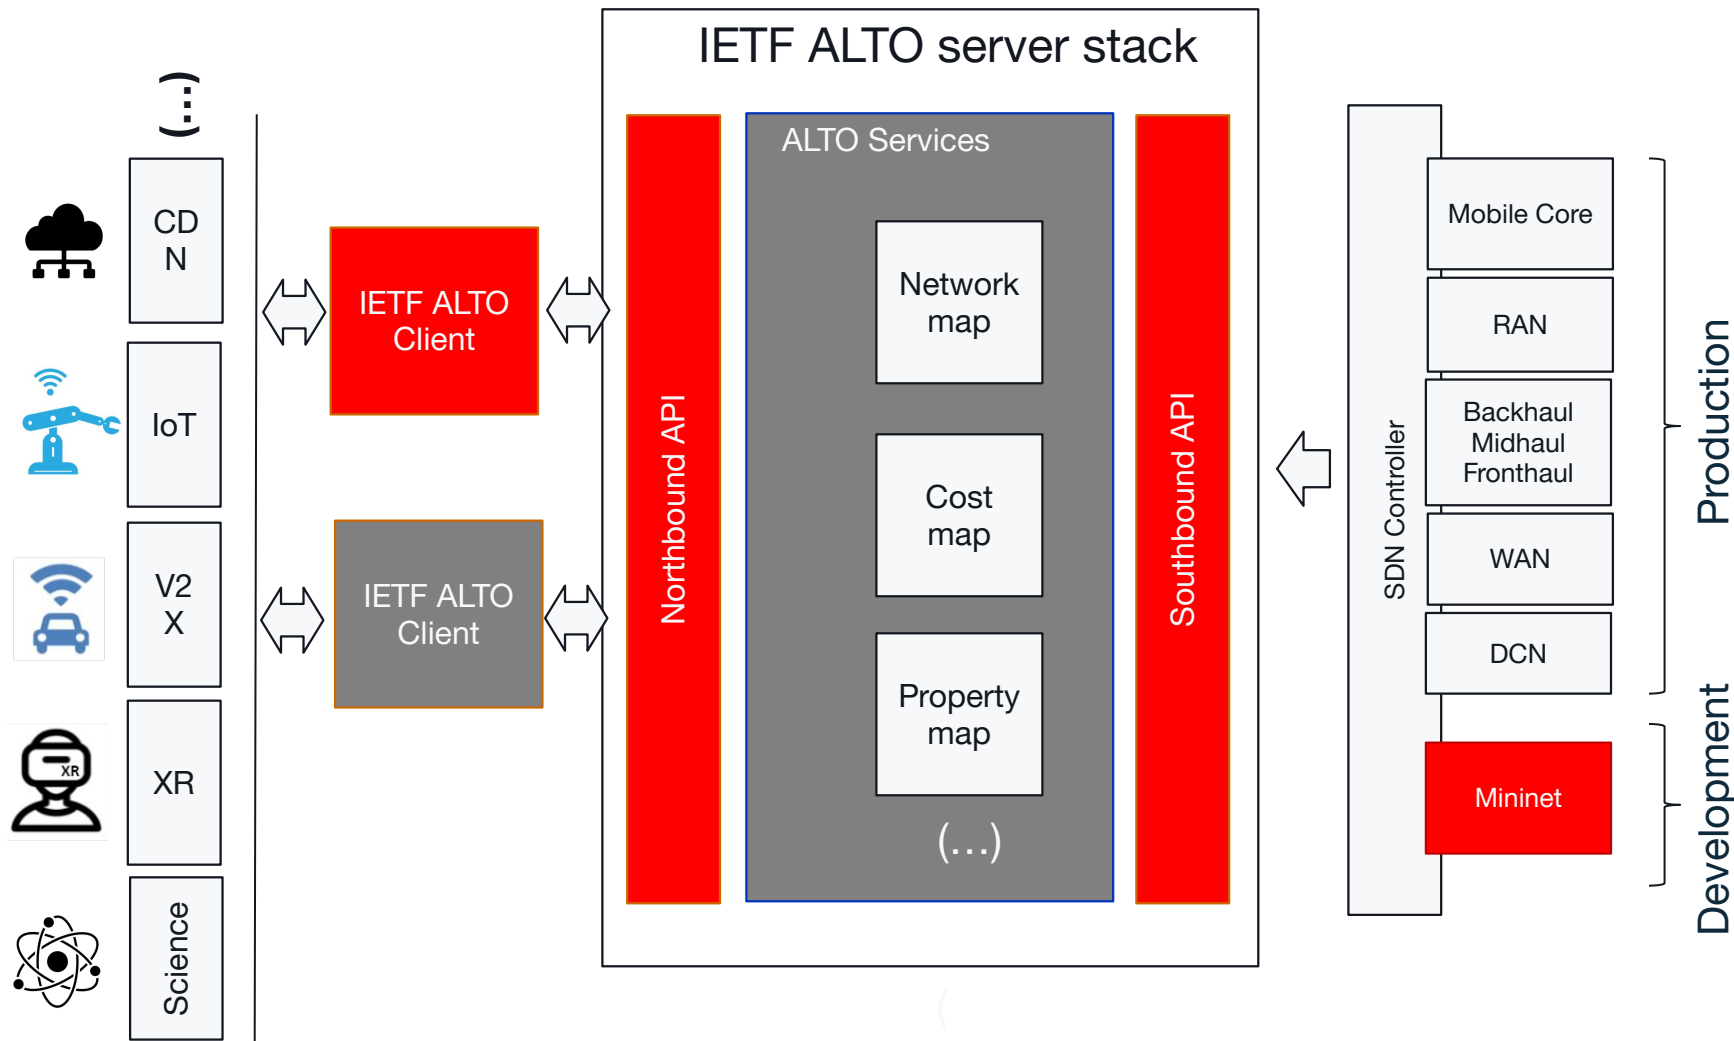 IETF ALTO server stack
(...)
CD
N
IoT
V2
X
XR
XR
Science
IETF ALTO
Client
IETF ALTO
Client
Northbound API
ALTO Services
Network
map
Cost
map
Property
map
(...)
Southbound API
SDN Controller
Mobile Core
RAN
Backhaul
Midhaul
Fronthaul
WAN
DCN
Mininet
Production
Development
(